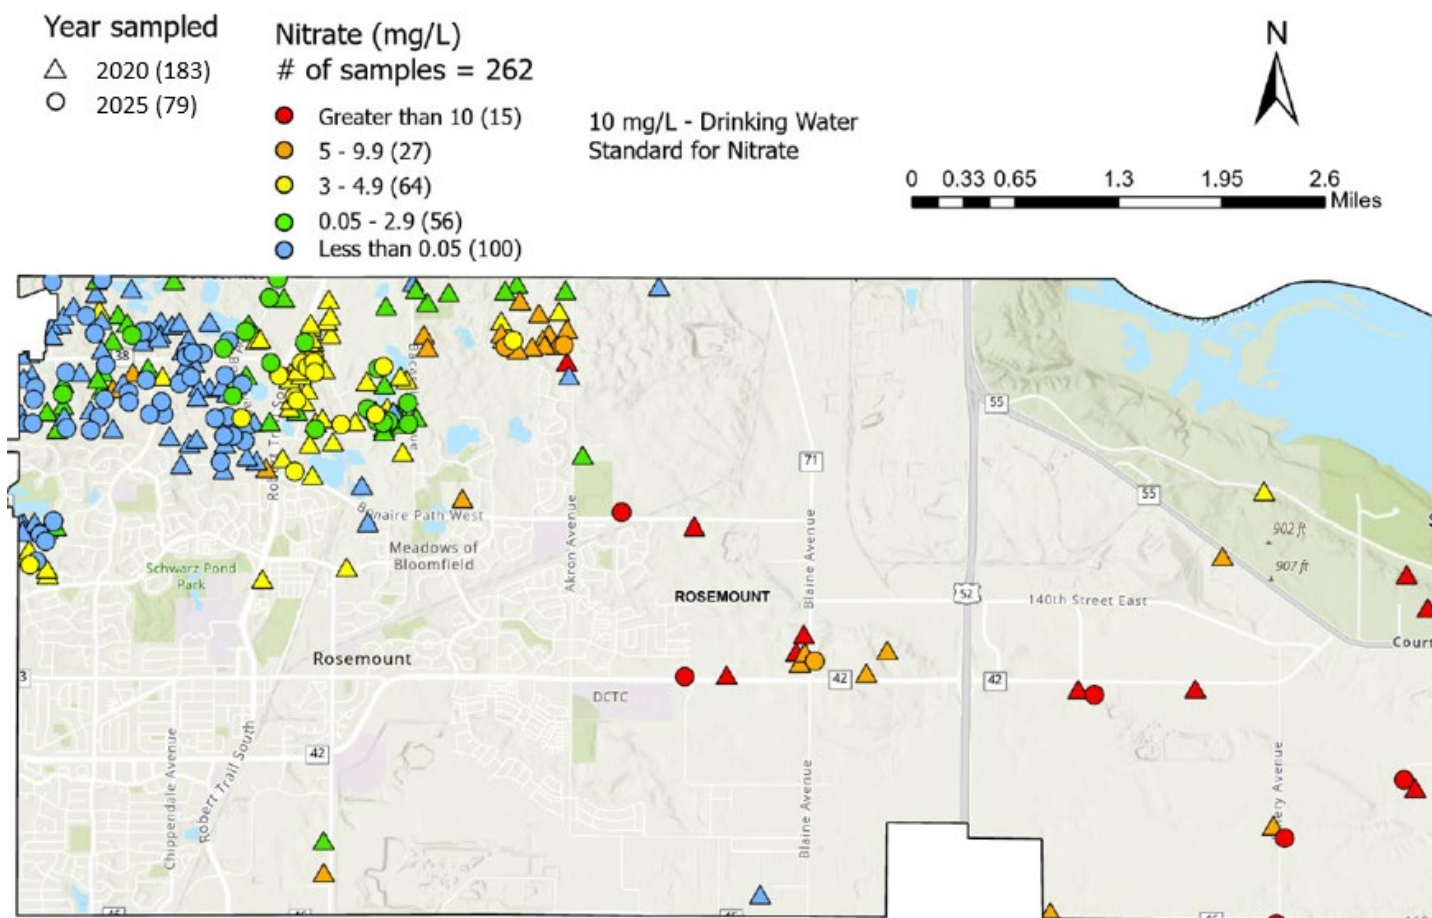 Year sampled
2020 (183)
2025 (79)
Nitrate (mg/L)
# of samples = 262
Greater than 10 (15)
5 - 9.9 (27)
3 - 4.9 (64)
0.05 - 2.9 (56)
Less than 0.05 (100)
10 mg/L - Drinking Water
Standard for Nitrate
N
0 0.33 0.65 1.3 1.95 2.6
Miles
38
55
71
55
902 ft
907 ft
Path West
Meadows of
Bloomfield
Schwarz Pond
Park
Akron Avenue
Blaine Avenue
ROSEMOUNT
52
140th Street East
Court
Rosemount
3
42
42
DCTC
42
Chippendale Avenue
Robert Trail South
Blaine Avenue